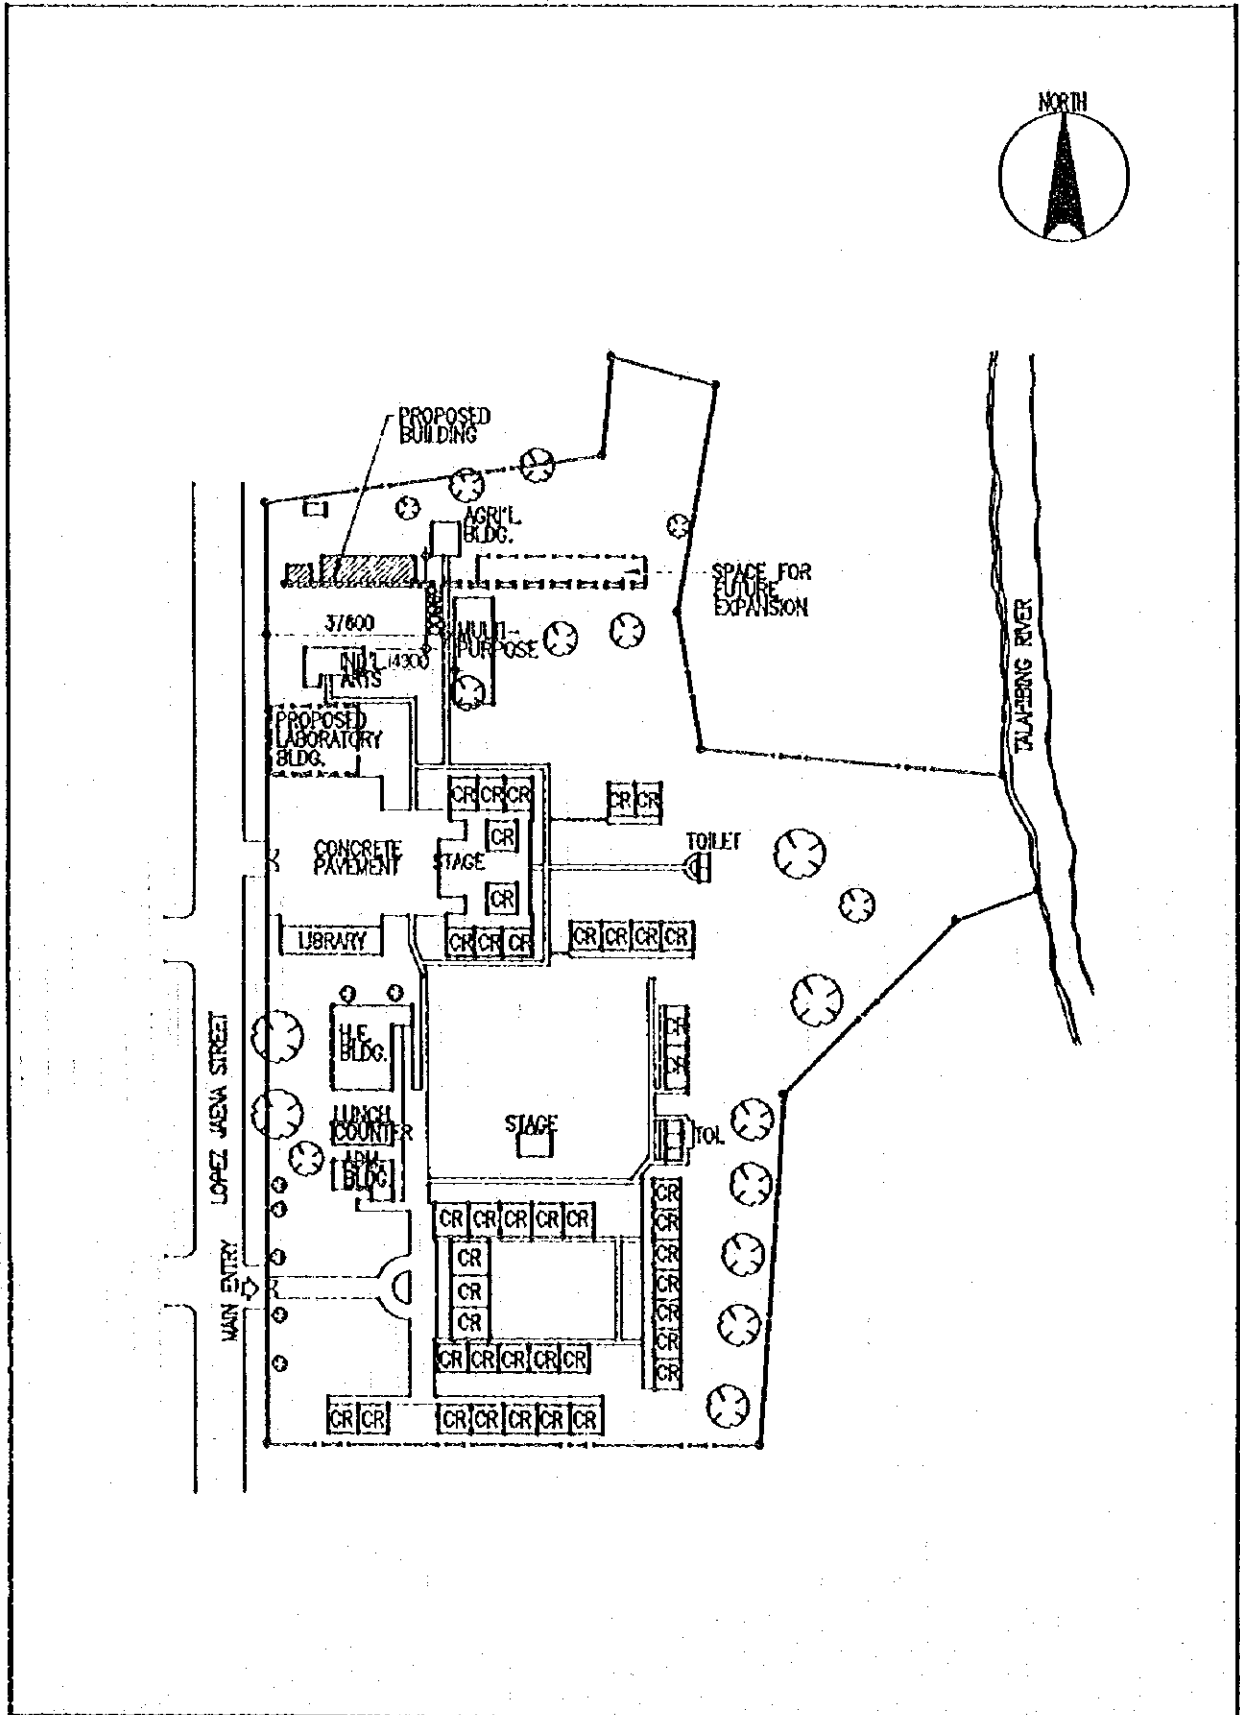 NORTH
PROPOSED
BUILDING
AGRI'L
BLDG.
SPACE FOR
FUTURE
EXPANSION
37600
MULTI-
PURPOSE
IND'L
ARTS
14300
TALAHIBING RIVER
PROPOSED
LABORATORY
BLDG.
CR CR CR
CR CR
CR
CONCRETE
PAVEMENT
STAGE
TOILET
CR
LIBRARY
CR CR CR
CR CR CR CR
CR
H.E.
BLDG.
LOPEZ JAENA STREET
LUNCH
COUNTER
STAGE
TOI.
ADM.
BLDG.
CR
CR CR CR CR CR
CR
CR
CR
MAIN ENTRY
CR
CR
CR
CR
CR
CR CR CR CR CR
CR
CR CR
CR CR CR CR CR